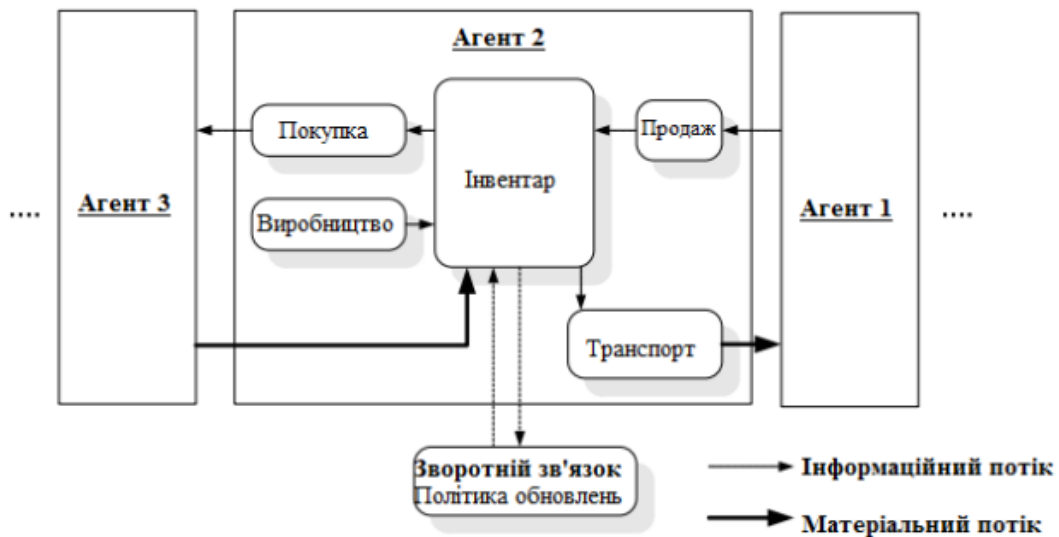 Агент 2
Покупка
Продаж
Інвентар
....
Агент 3
Агент 1
....
Виробництво
Транспорт
Зворотній зв'язок
Політика обновлень
Інформаційний потік
Матеріальний потік